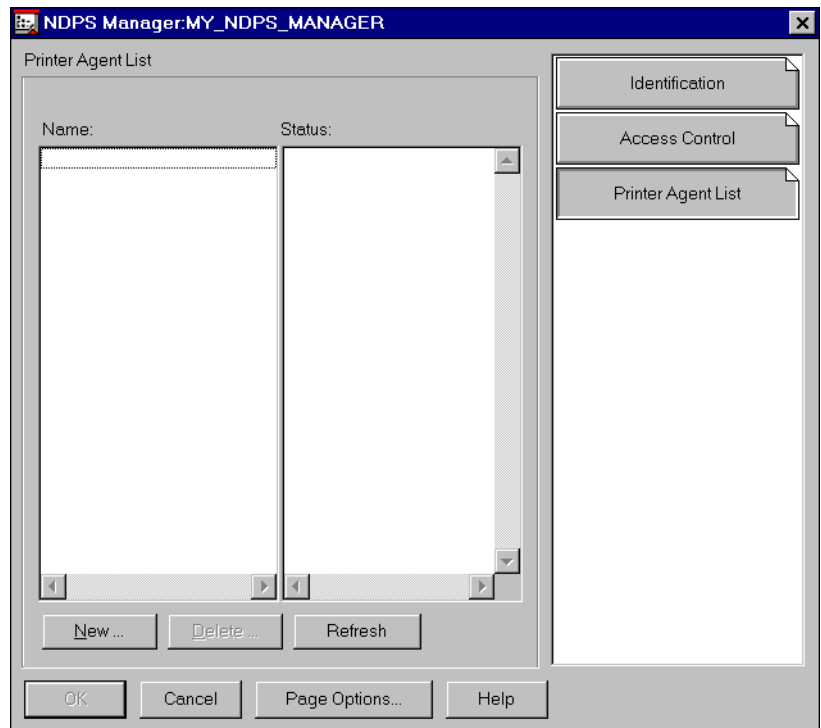 NDPS Manager:MY_NDPS_MANAGER
Printer Agent List
Name: Status:
New ... Delete ... Refresh
OK Cancel Page Options... Help
Identification
Access Control
Printer Agent List